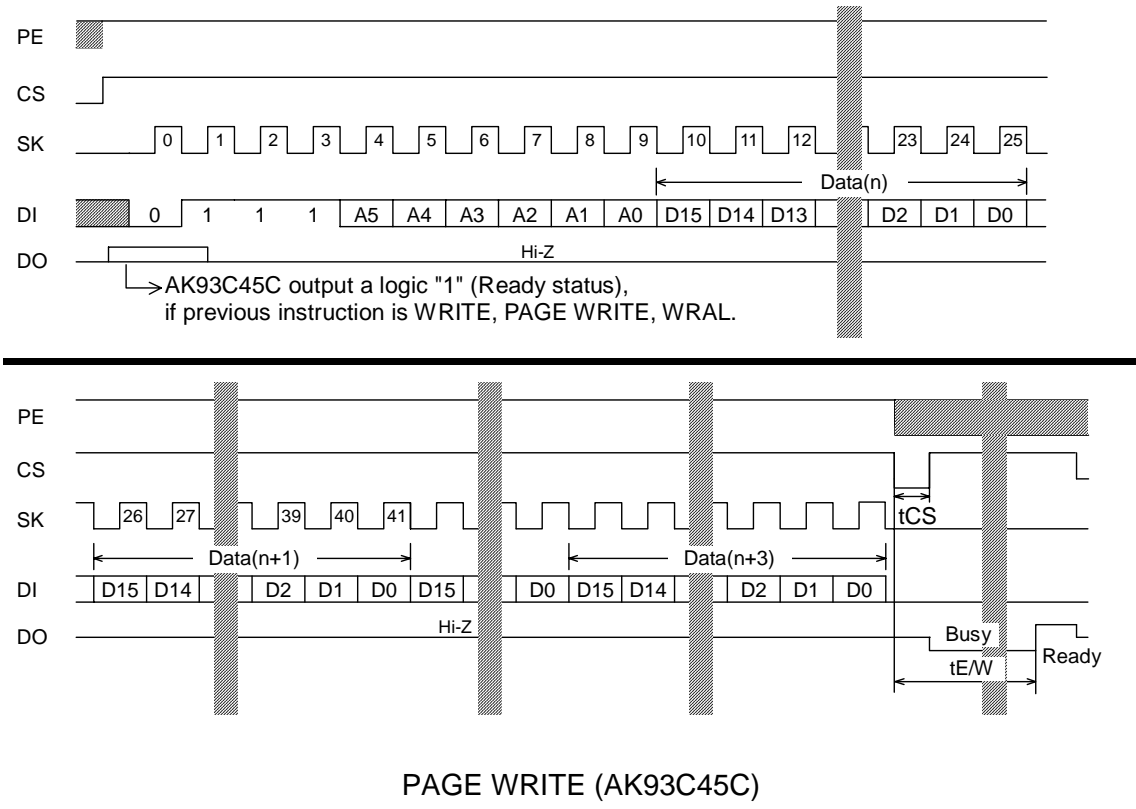 PE
CS
SK 0 1 2 3 4 5 6 7 8 9 10 11 12 23 24 25
Data(n)
DI 0 1 1 1 A5 A4 A3 A2 A1 A0 D15 D14 D13 D2 D1 D0
DO Hi-Z
AK93C45C output a logic "1" (Ready status),
if previous instruction is WRITE, PAGE WRITE, WRAL.
PE
CS
SK 26 27 39 40 41 tCS
Data(n+1) Data(n+3)
DI D15 D14 D2 D1 D0 D15 D0 D15 D14 D2 D1 D0
DO Hi-Z Busy
Ready
tE/W
PAGE WRITE (AK93C45C)